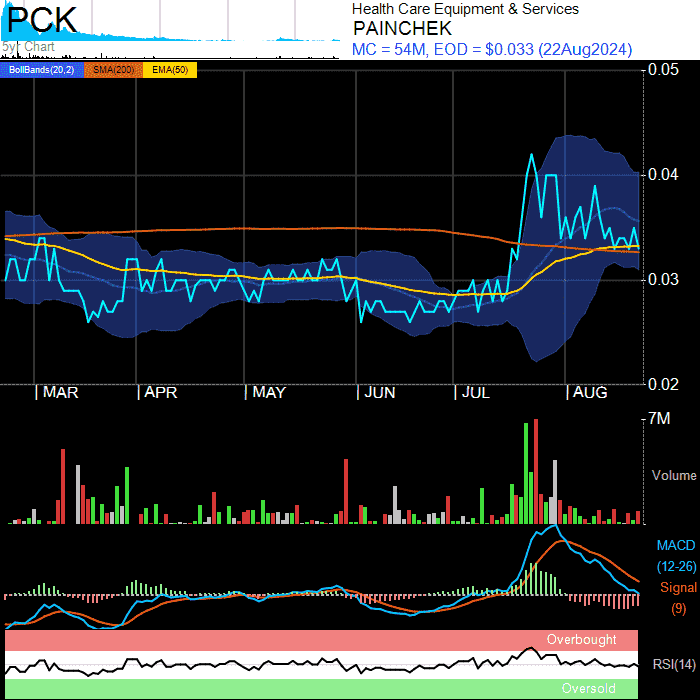 PCK
5yr Chart
Health Care Equipment & Services
PAINCHEK
MC = 54M, EOD = $0.033 (22Aug2024)
BollBands(20,2) SMA(200) EMA(50)
0.05
0.04
0.03
0.02
MAR APR MAY JUN JUL AUG
7M
Volume
MACD
(12-26)
Signal
(9)
Overbought
RSI(14)
Oversold